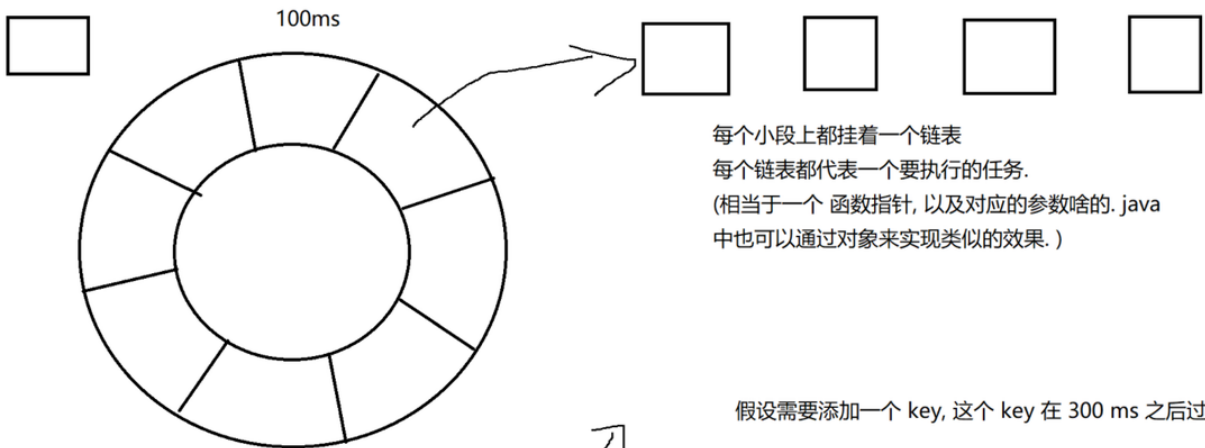 100ms
每个小段上都挂着一个链表
每个链表都代表一个要执行的任务.
(相当于一个 函数指针, 以及对应的参数啥的. java
中也可以通过对象来实现类似的效果. )
假设需要添加一个 key, 这个 key 在 300 ms 之后过